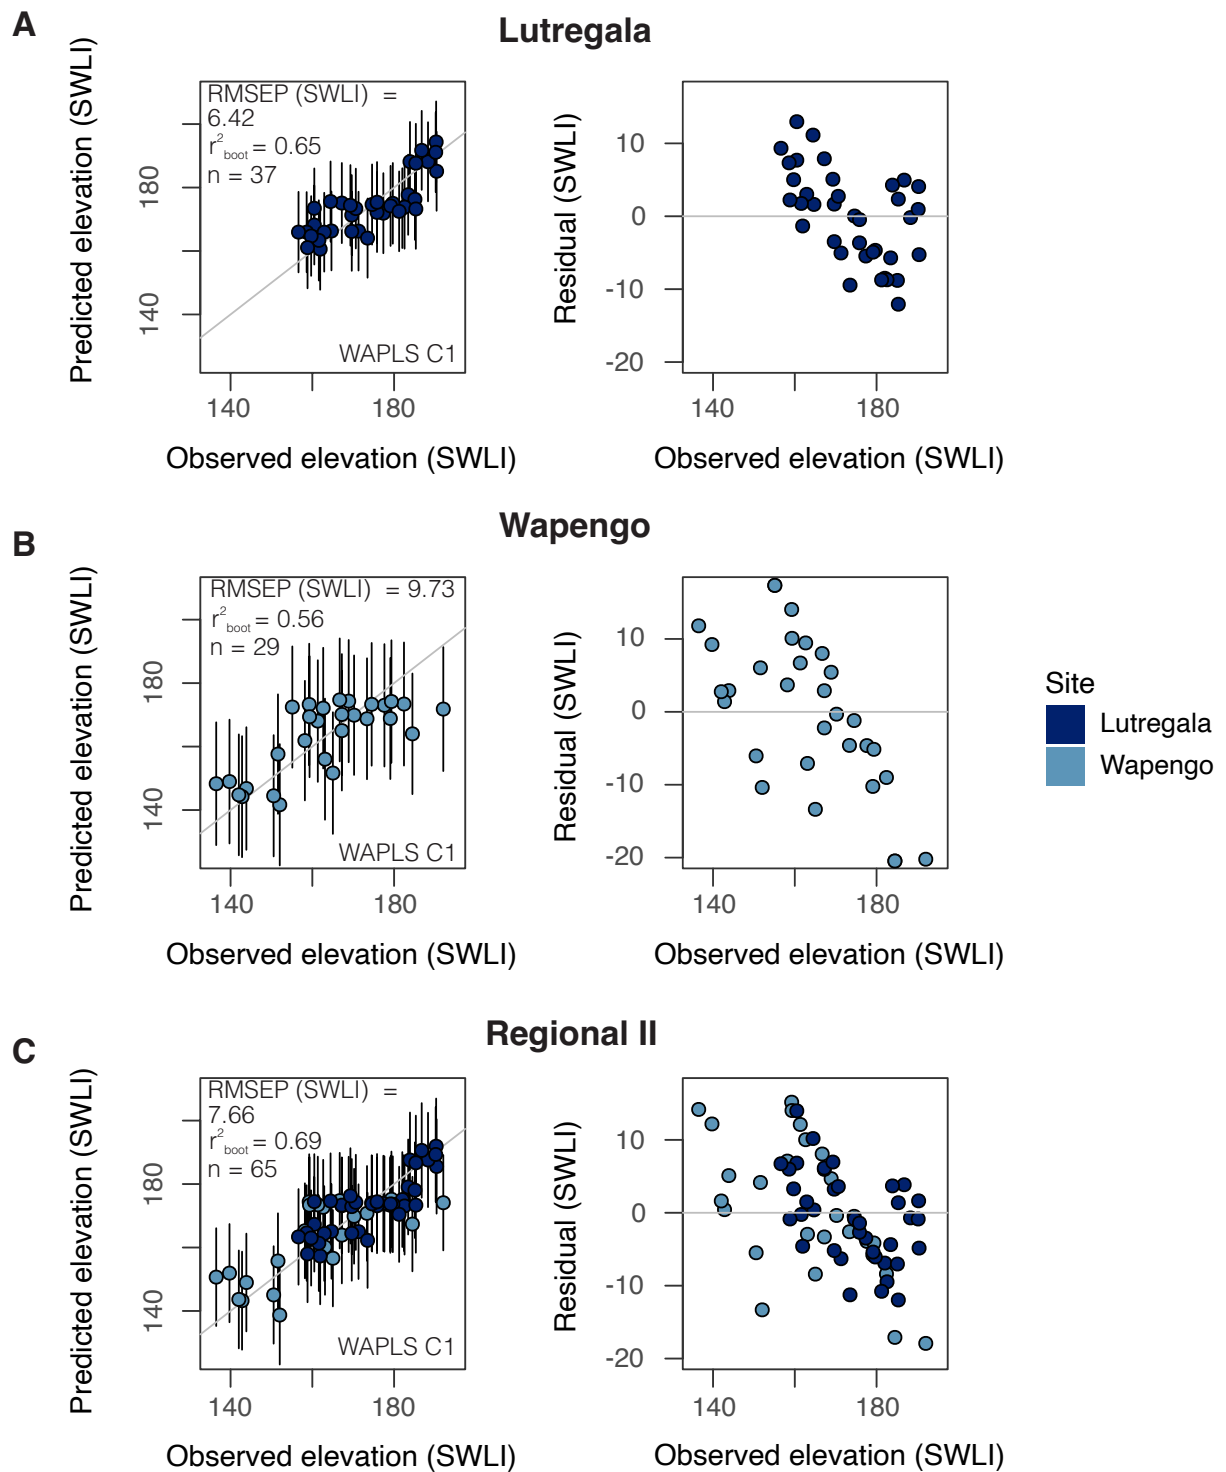 A
Lutregala
Predicted elevation (SWLI)
180
140
RMSEP (SWLI) =
6.42
r²boot = 0.65
n = 37
WAPLS C1
140
180
Observed elevation (SWLI)
Residual (SWLI)
10
0
-10
-20
140
180
Observed elevation (SWLI)
B
Wapengo
Predicted elevation (SWLI)
180
140
RMSEP (SWLI) = 9.73
r²boot = 0.56
n = 29
WAPLS C1
140
180
Observed elevation (SWLI)
Residual (SWLI)
10
0
-10
-20
140
180
Observed elevation (SWLI)
Site
Lutregala
Wapengo
C
Regional II
Predicted elevation (SWLI)
180
140
RMSEP (SWLI) =
7.66
r²boot = 0.69
n = 65
WAPLS C1
140
180
Observed elevation (SWLI)
Residual (SWLI)
10
0
-10
-20
140
180
Observed elevation (SWLI)